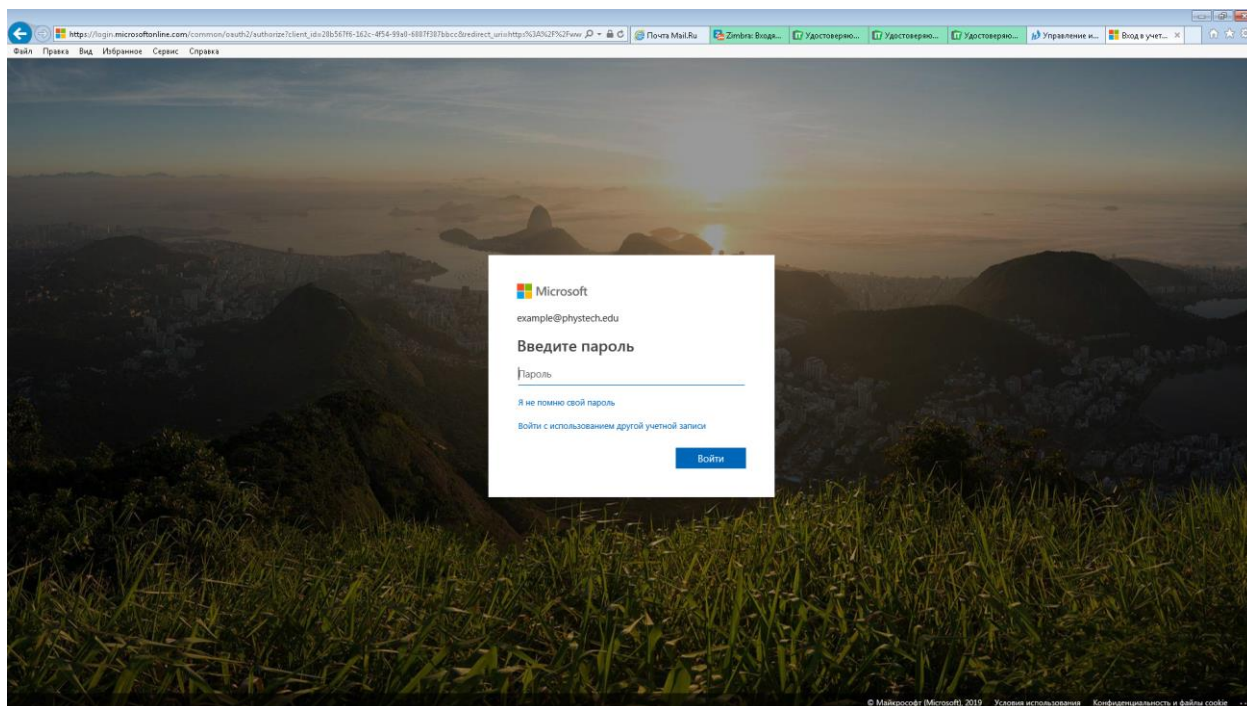 https://login.microsoftonline.com/common/oauth2/authorize?client_id=28b567f6-162c-4f54-99a0-6887f387bbcc&redirect_uri=http%3A%2F%2Fwww
Почта Mail.Ru
Zimbra: Входя...
Удостоверяю...
Удостоверяю...
Удостоверяю...
Управление и...
Вход в учет...
Файл Правка Вид Избранное Сервис Справка
Microsoft
example@phystech.edu
Введите пароль
Пароль
Я не помню свой пароль
Войти с использованием другой учетной записи
Войти
© Майкрософт (Microsoft), 2019 Условия использования Конфиденциальность и файлы cookie ...